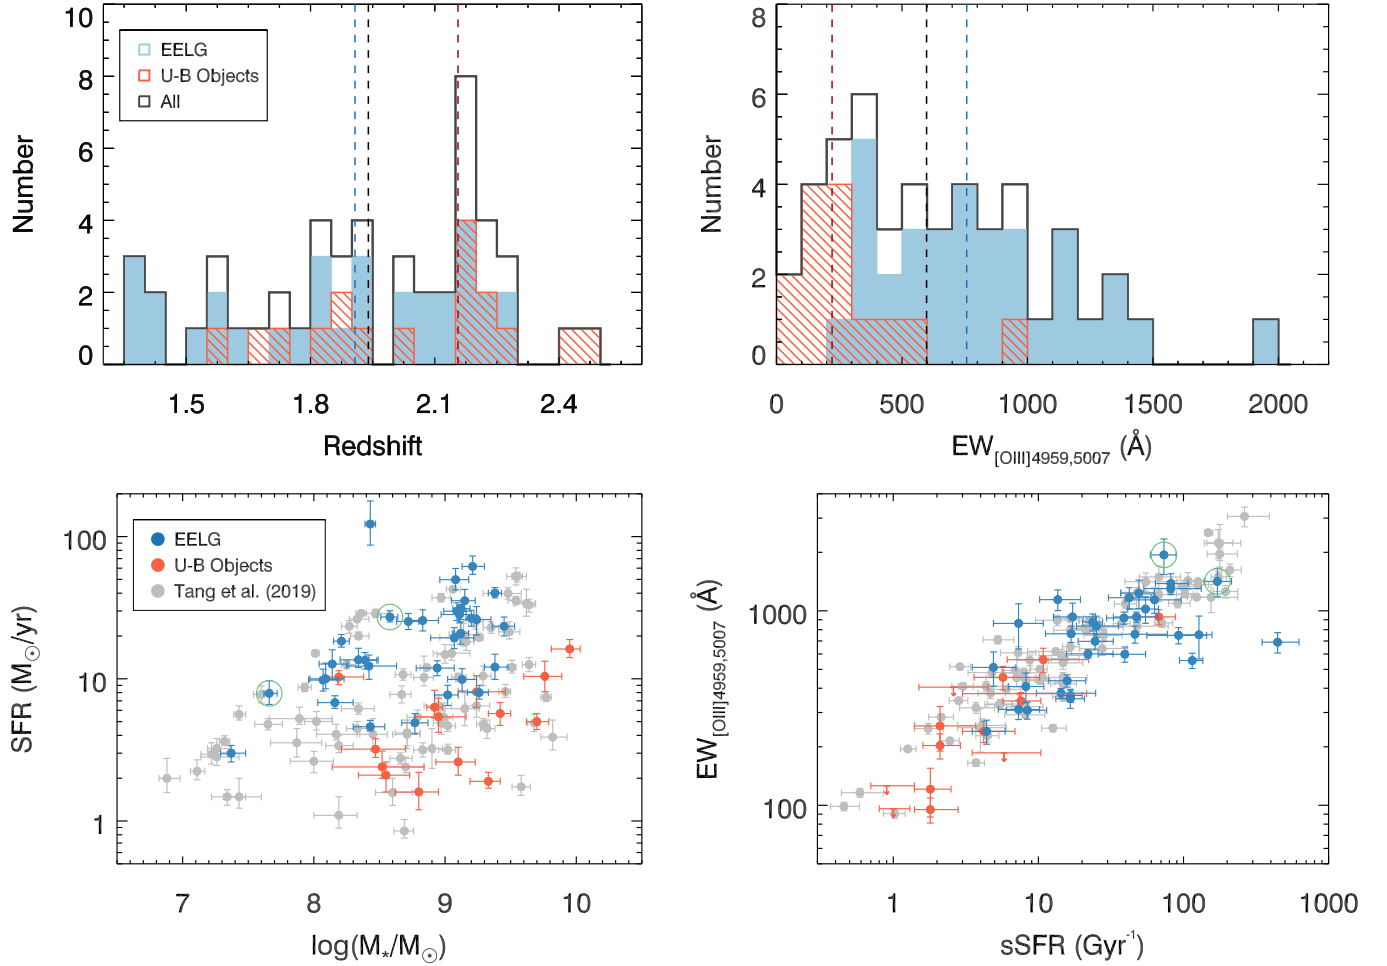 10
8
6
4
2
0
Number
EELG
U-B Objects
All
1.5
1.8
2.1
2.4
Redshift
8
6
4
2
0
Number
0
500
1000
1500
2000
EW[OIII]4959,5007 (Å)
100
10
1
SFR (M☉/yr)
EELG
U-B Objects
Tang et al. (2019)
7
8
9
10
log(M*/M☉)
1000
100
EW[OIII]4959,5007 (Å)
1
10
100
1000
sSFR (Gyr-1)